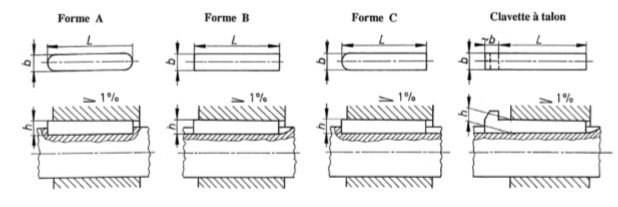 Forme A
Forme B
Forme C
Clavette à talon
L
L
L
~b
L
b
b
b
b
⌳ 1%
⌳ 1%
⌳ 1%
⌳ 1%
h
h
h
h